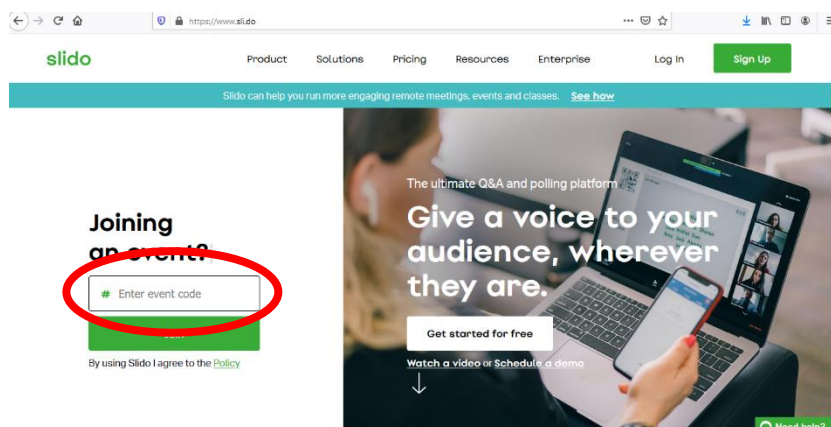 https://www.sli.do
slido
Product Solutions Pricing Resources Enterprise Log In Sign Up
Slido can help you run more engaging remote meetings, events and classes. See how
Joining
an event?
# Enter event code
By using Slido I agree to the Policy
The ultimate Q&A and polling platform
Give a voice to your
audience, wherever
they are.
Get started for free
Watch a video or Schedule a demo
Need help?